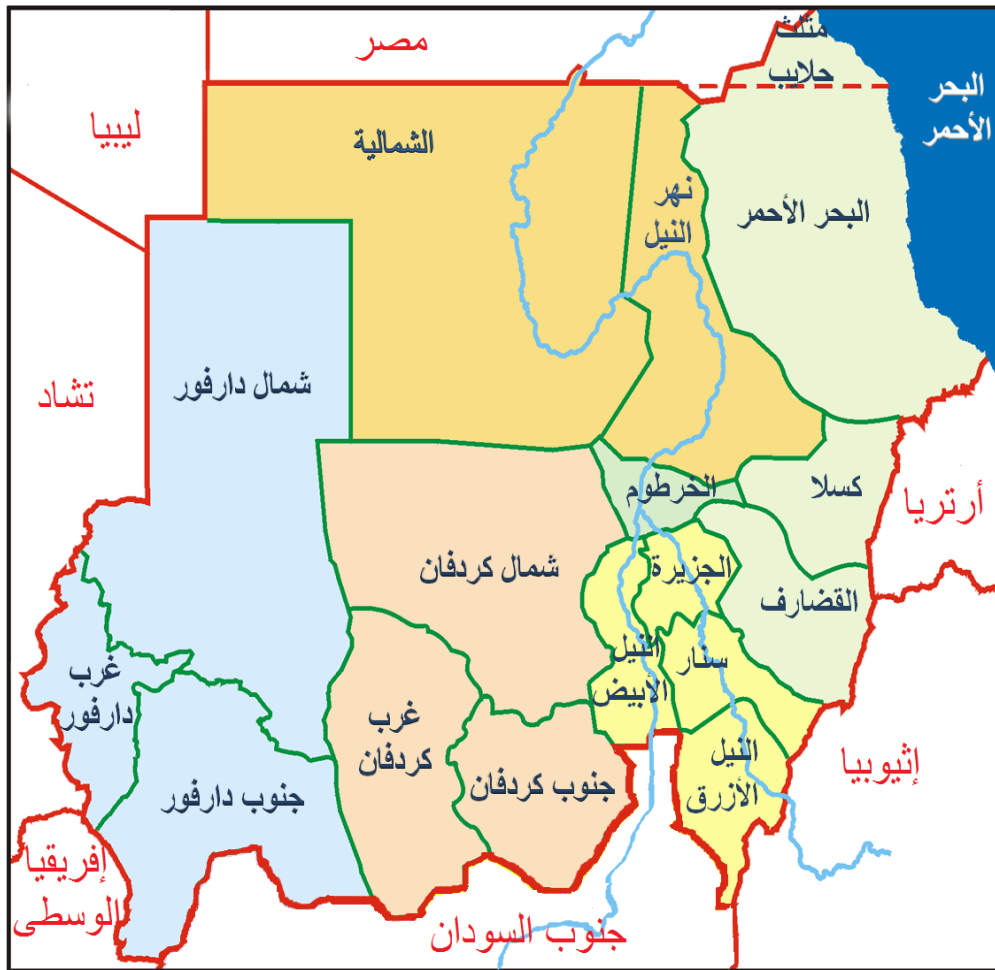 مصر
مثلث
حلايب
البحر
الأحمر
ليبيا
الشمالية
نهر
النيل
البحر الأحمر
تشاد
شمال دارفور
كسلا
أرتريا
الخرطوم
شمال كردفان
الجزيرة
القضارف
غرب
دارفور
النيل
الأبيض
سنار
غرب
كردفان
جنوب دارفور
جنوب كردفان
النيل
الأزرق
إثيوبيا
إفريقيا
الوسطى
جنوب السودان